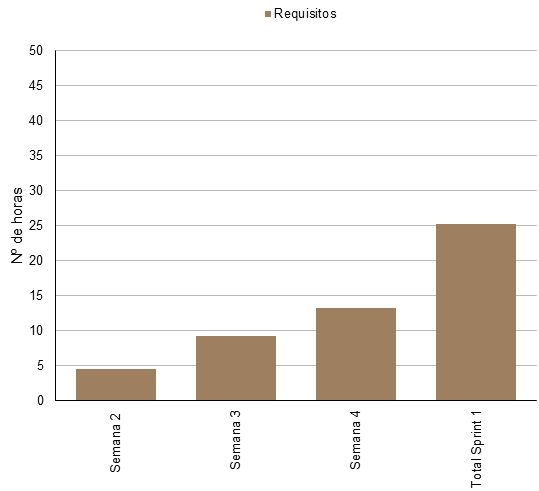 Requisitos
50
45
40
35
30
25
20
15
10
5
0
Nº de horas
Semana 2
Semana 3
Semana 4
Total Sprint 1